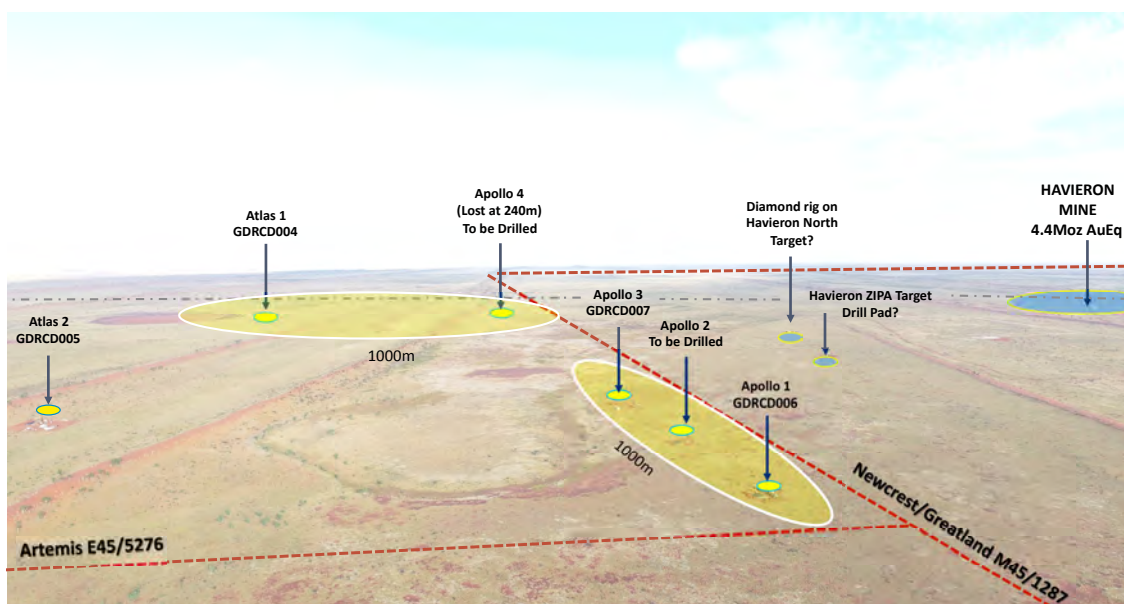 Atlas 1
GDRCD004
Apollo 4
(Lost at 240m)
To be Drilled
Diamond rig on
Havieron North
Target?
HAVIERON
MINE
4.4Moz AuEq
Atlas 2
GDRCD005
Apollo 3
GDRCD007
Apollo 2
To be Drilled
Havieron ZIPA Target
Drill Pad?
1000m
Apollo 1
GDRCD006
1000m
Artemis E45/5276
Newcrest/Greatland M45/1287